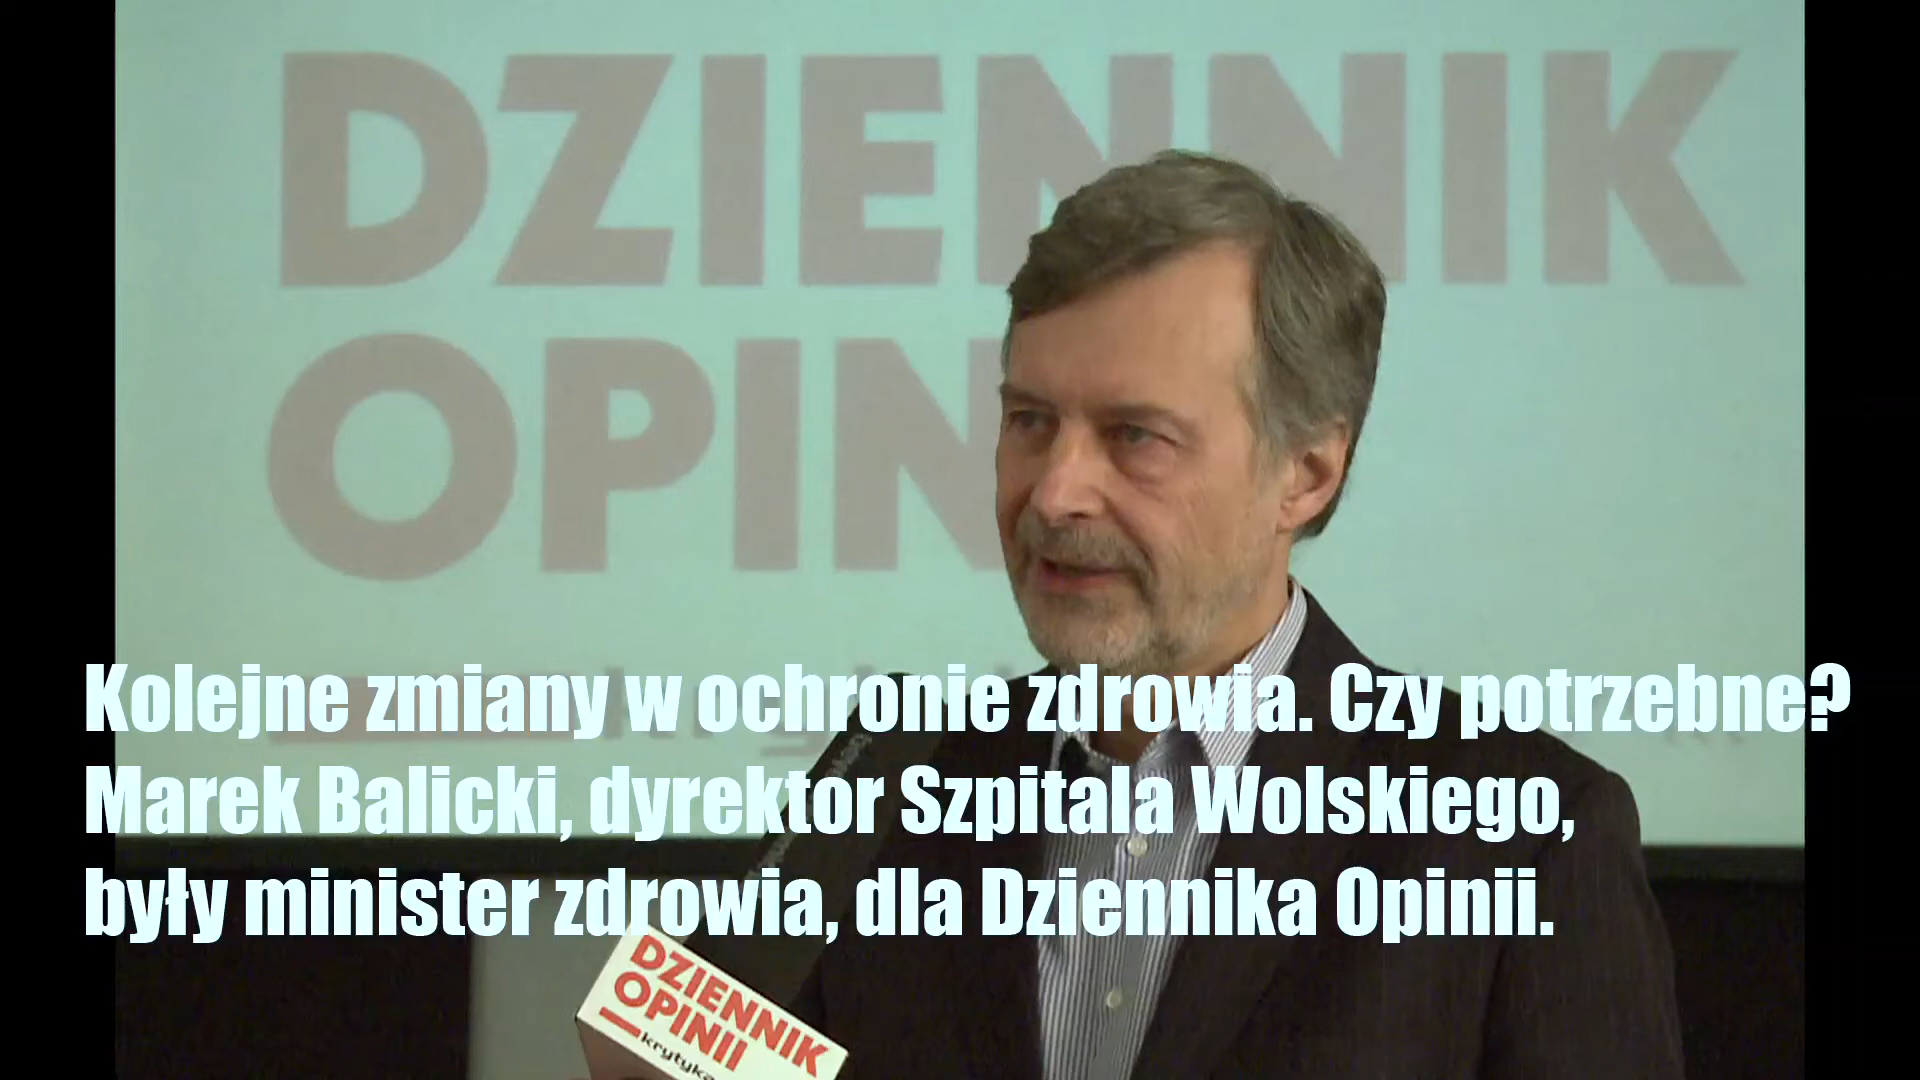 DZIENNIK
OPIN
Kolejne zmiany w ochronie zdrowia. Czy potrzebne?
Marek Balicki, dyrektor Szpitala Wolskiego,
były minister zdrowia, dla Dziennika Opinii.
DZIENNIK
OPINII
krytyka